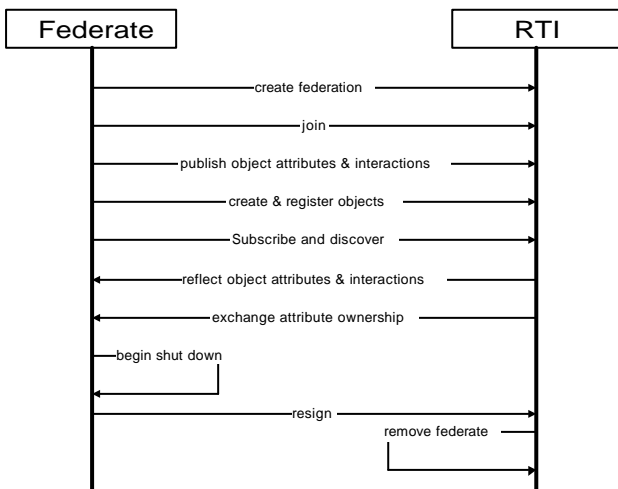 Federate
RTI
create federation
join
publish object attributes & interactions
create & register objects
Subscribe and discover
reflect object attributes & interactions
exchange attribute ownership
begin shut down
resign
remove federate